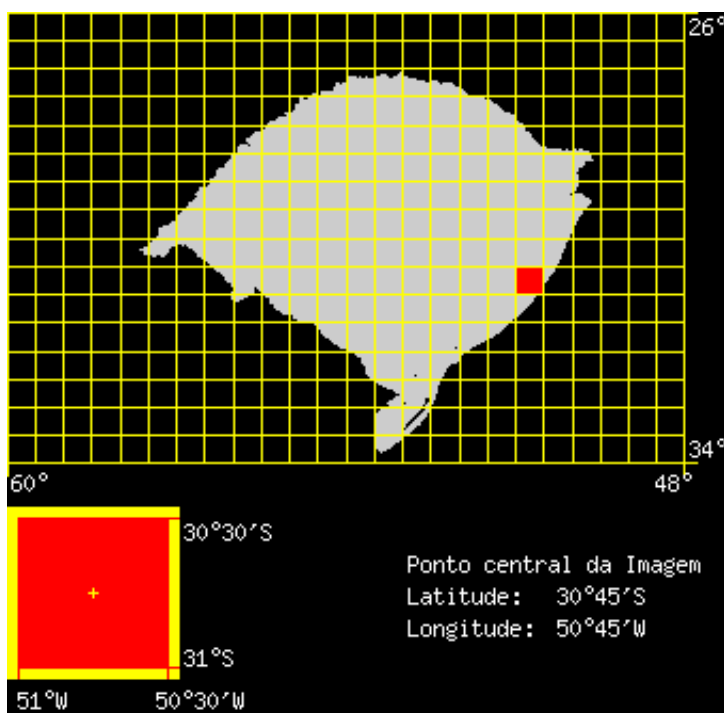 26°
34°
60°
48°
30°30'S
Ponto central da Imagem
Latitude: 30°45'S
Longitude: 50°45'W
31°S
51°W 50°30'W